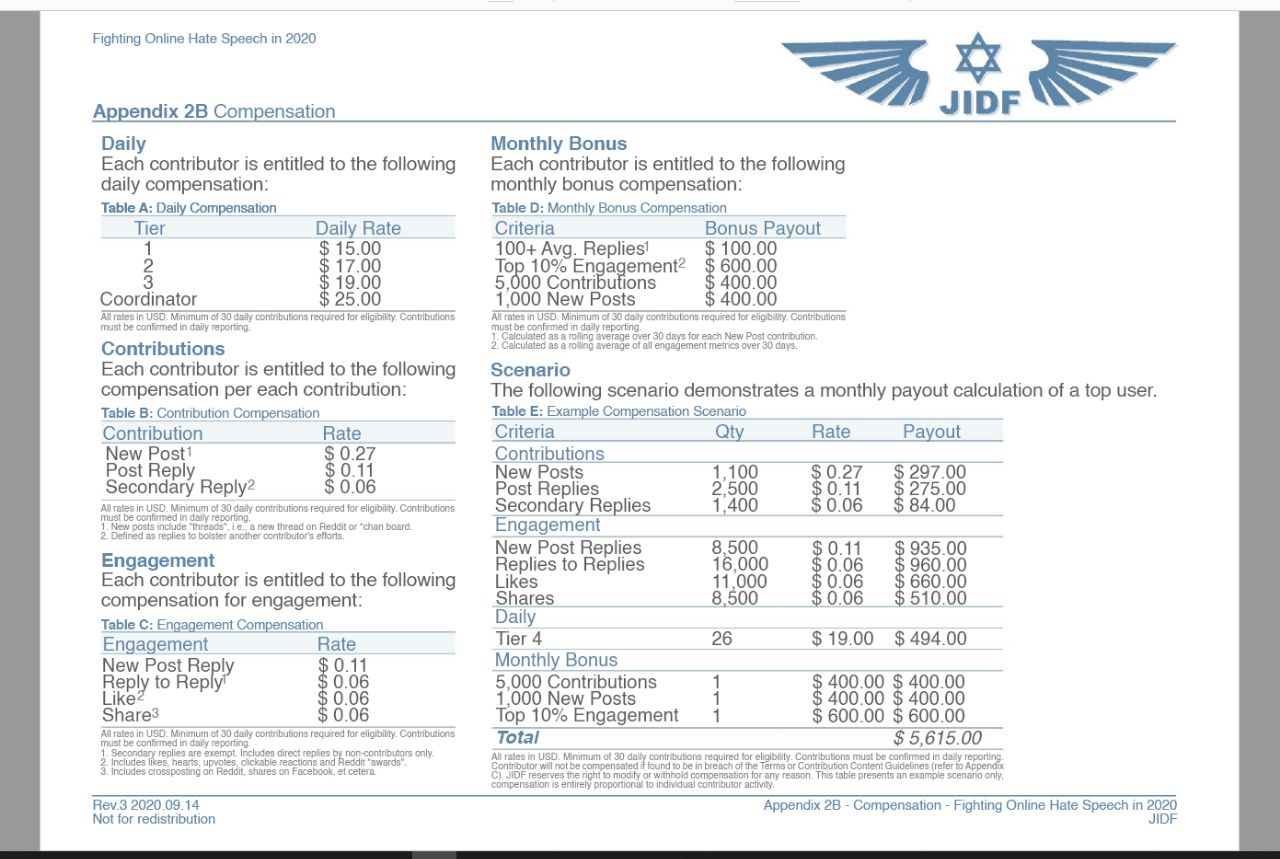 Fighting Online Hate Speech in 2020
JIDF
Appendix 2B Compensation
Daily
Each contributor is entitled to the following
daily compensation:
Table A: Daily Compensation
Tier Daily Rate
1 $ 15.00
2 $ 17.00
3 $ 19.00
Coordinator $ 25.00
All rates in USD. Minimum of 30 daily contributions required for eligibility. Contributions
must be confirmed in daily reporting.
Contributions
Each contributor is entitled to the following
compensation per each contribution:
Table B: Contribution Compensation
Contribution Rate
New Post1 $ 0.27
Post Reply $ 0.11
Secondary Reply2 $ 0.06
All rates in USD. Minimum of 30 daily contributions required for eligibility. Contributions
must be confirmed in daily reporting.
1. New posts include "threads", i.e., a new thread on Reddit or *chan board.
2. Defined as replies to bolster another contributor's efforts.
Engagement
Each contributor is entitled to the following
compensation for engagement:
Table C: Engagement Compensation
Engagement Rate
New Post Reply $ 0.11
Reply to Reply1 $ 0.06
Like2 $ 0.06
Share3 $ 0.06
All rates in USD. Minimum of 30 daily contributions required for eligibility. Contributions
must be confirmed in daily reporting.
1. Secondary replies are exempt. Includes direct replies by non-contributors only.
2. Includes likes, hearts, upvotes, clickable reactions and Reddit "awards".
3. Includes crossposting on Reddit, shares on Facebook, et cetera.
Monthly Bonus
Each contributor is entitled to the following
monthly bonus compensation:
Table D: Monthly Bonus Compensation
Criteria Bonus Payout
100+ Avg. Replies1 $ 100.00
Top 10% Engagement2 $ 600.00
5,000 Contributions $ 400.00
1,000 New Posts $ 400.00
All rates in USD. Minimum of 30 daily contributions required for eligibility. Contributions
must be confirmed in daily reporting.
1. Calculated as a rolling average over 30 days for each New Post contribution.
2. Calculated as a rolling average of all engagement metrics over 30 days.
Scenario
The following scenario demonstrates a monthly payout calculation of a top user.
Table E: Example Compensation Scenario
Criteria Qty Rate Payout
Contributions
New Posts 1,100 $ 0.27 $ 297.00
Post Replies 2,500 $ 0.11 $ 275.00
Secondary Replies 1,400 $ 0.06 $ 84.00
Engagement
New Post Replies 8,500 $ 0.11 $ 935.00
Replies to Replies 16,000 $ 0.06 $ 960.00
Likes 11,000 $ 0.06 $ 660.00
Shares 8,500 $ 0.06 $ 510.00
Daily
Tier 4 26 $ 19.00 $ 494.00
Monthly Bonus
5,000 Contributions 1 $ 400.00 $ 400.00
1,000 New Posts 1 $ 400.00 $ 400.00
Top 10% Engagement 1 $ 600.00 $ 600.00
Total $ 5,615.00
All rates in USD. Minimum of 30 daily contributions required for eligibility. Contributions must be confirmed in daily reporting.
Contributor will not be compensated if found to be in breach of the Terms or Contribution Content Guidelines (refer to Appendix
C). JIDF reserves the right to modify or withhold compensation for any reason. This table presents an example scenario only,
compensation is entirely proportional to individual contributor activity.
Rev.3 2020.09.14
Not for redistribution
Appendix 2B - Compensation - Fighting Online Hate Speech in 2020
JIDF